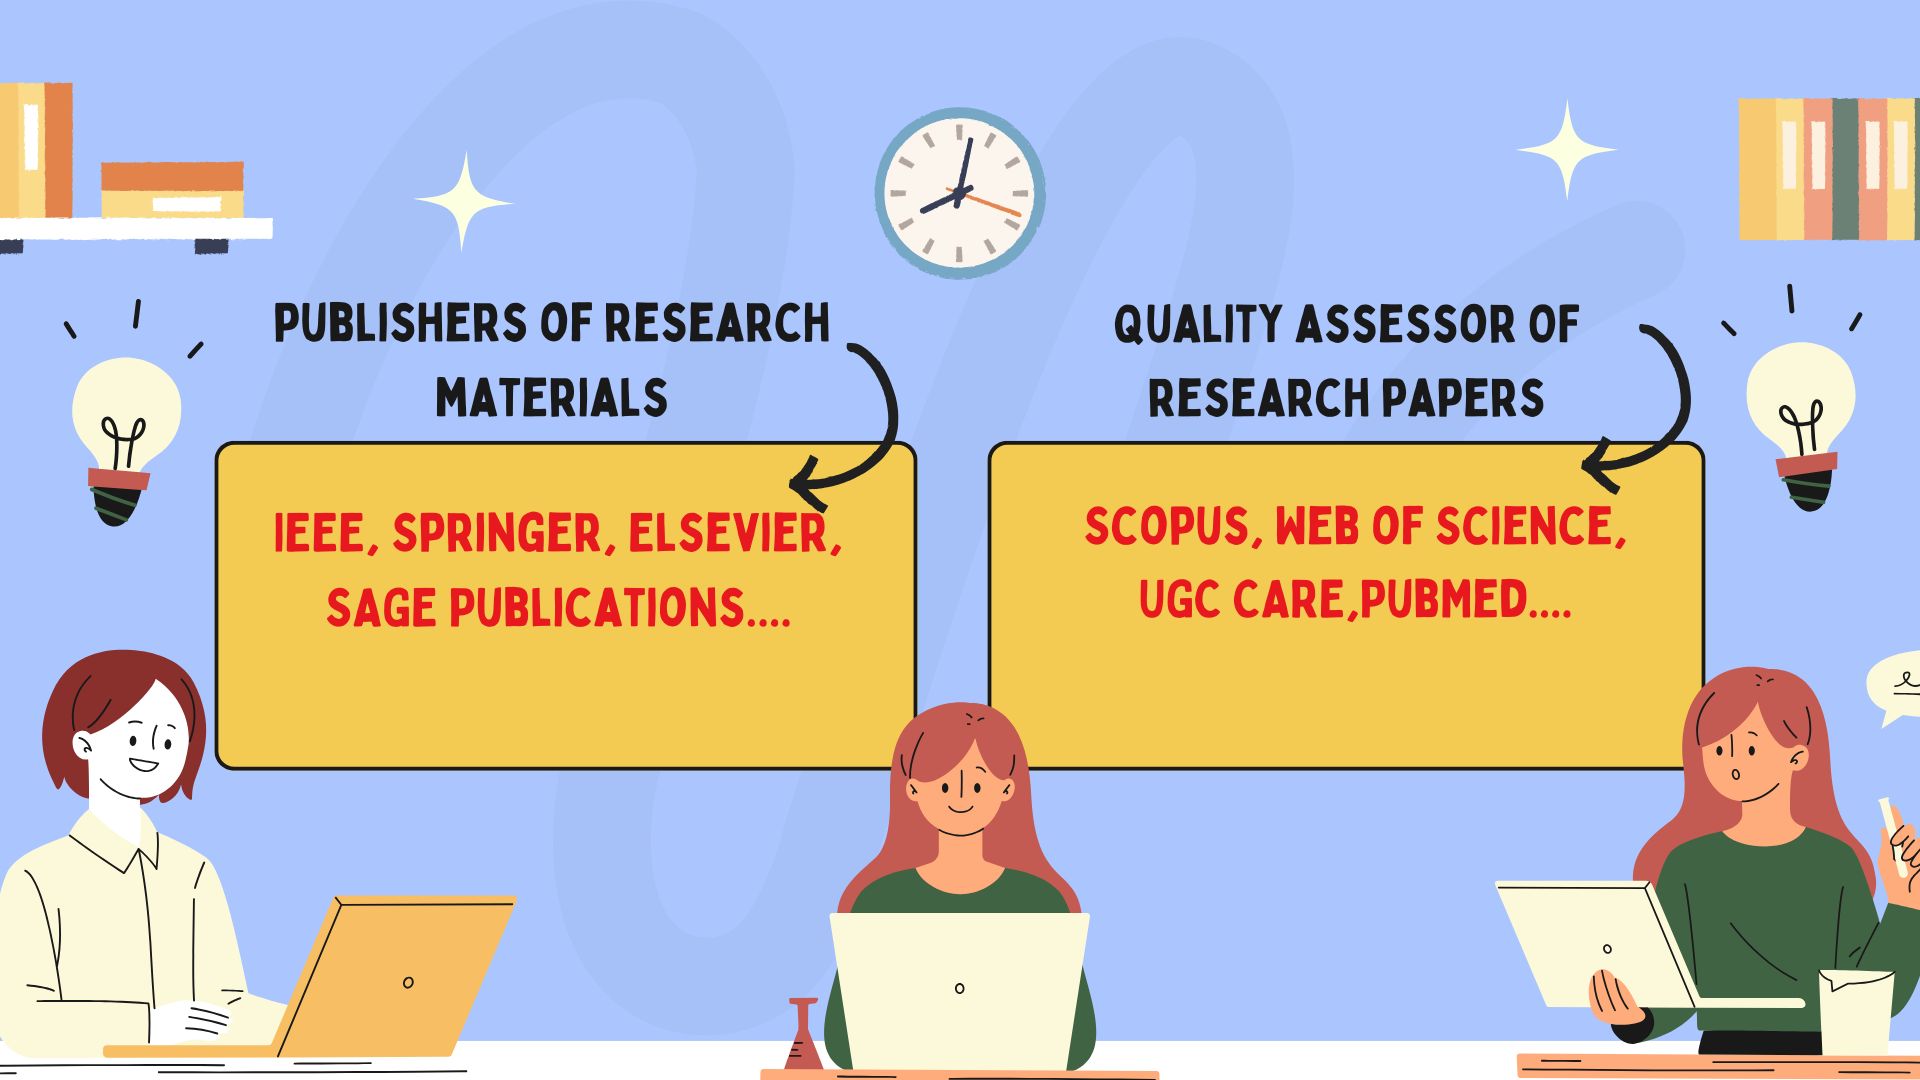 PUBLISHERS OF RESEARCH
MATERIALS
IEEE, SPRINGER, ELSEVIER,
SAGE PUBLICATIONS....
QUALITY ASSESSOR OF
RESEARCH PAPERS
SCOPUS, WEB OF SCIENCE,
UGC CARE,PUBMED....